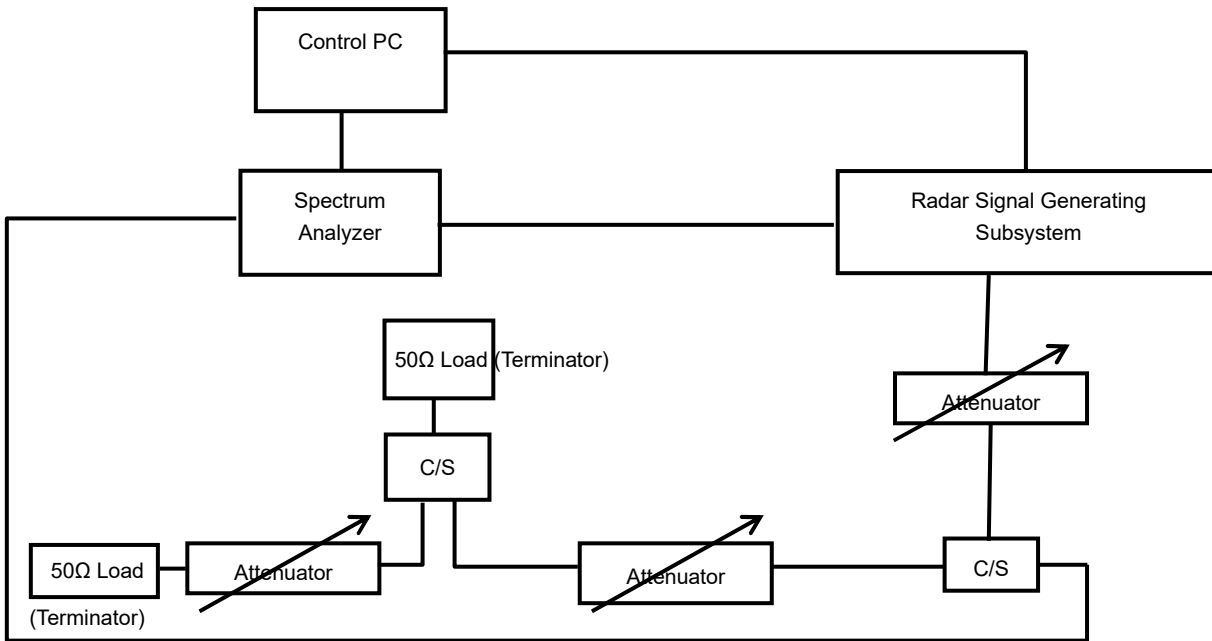 Control PC
Spectrum
Analyzer
Radar Signal Generating
Subsystem
50Ω Load (Terminator)
Attenuator
C/S
50Ω Load
(Terminator)
Attenuator
Attenuator
C/S